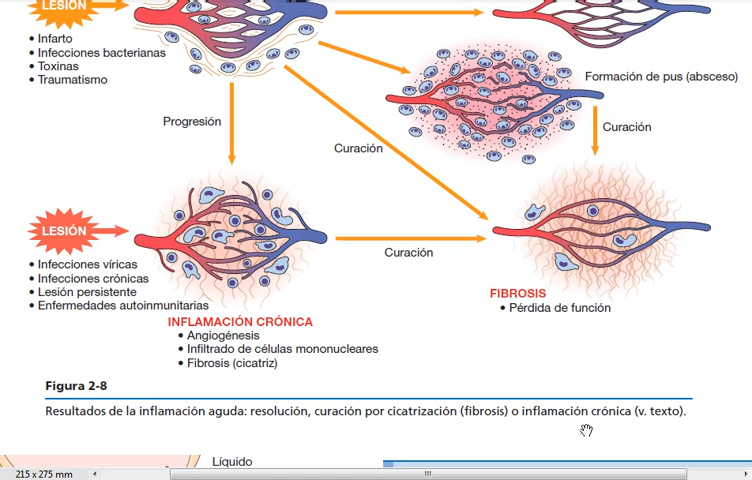 LESIÓN
• Infarto
• Infecciones bacterianas
• Toxinas
• Traumatismo
Formación de pus (absceso)
Progresión
Curación
Curación
LESIÓN
Curación
• Infecciones víricas
• Infecciones crónicas
• Lesión persistente
• Enfermedades autoinmunitarias
FIBROSIS
• Pérdida de función
INFLAMACIÓN CRÓNICA
• Angiogénesis
• Infiltrado de células mononucleares
• Fibrosis (cicatriz)
Figura 2-8
Resultados de la inflamación aguda: resolución, curación por cicatrización (fibrosis) o inflamación crónica (v. texto).
Líquido
215 x 275 mm